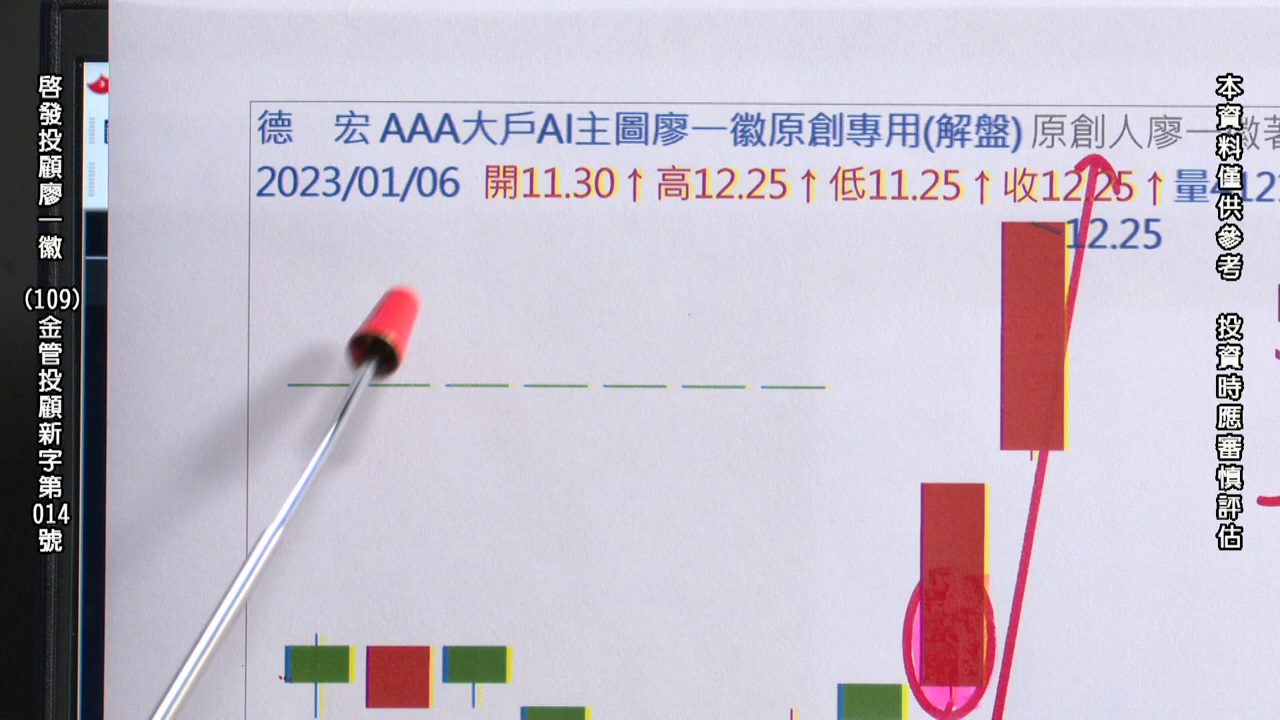 啓發投顧廖一徽 (109)金管投顧新字第014號
德 宏 AAA大戶AI主圖廖一徽原創專用(解盤) 原創人廖一徽著
2023/01/06 開11.30↑ 高12.25↑ 低11.25↑ 收12.25↑ 量
12.25
本資料僅供參考 投資時應審慎評估